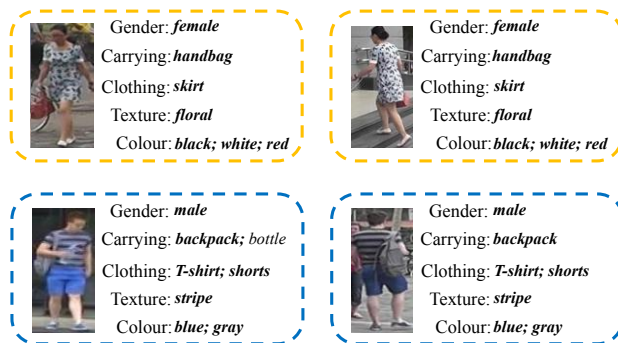 Gender: female
Carrying: handbag
Clothing: skirt
Texture: floral
Colour: black; white; red
Gender: female
Carrying: handbag
Clothing: skirt
Texture: floral
Colour: black; white; red
Gender: male
Carrying: backpack; bottle
Clothing: T-shirt; shorts
Texture: stripe
Colour: blue; gray
Gender: male
Carrying: backpack
Clothing: T-shirt; shorts
Texture: stripe
Colour: blue; gray